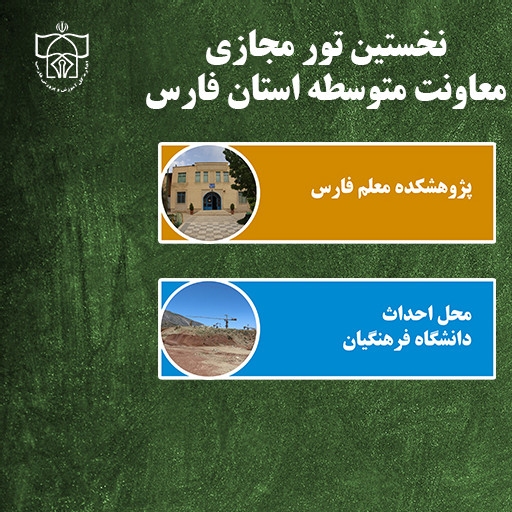 نخستین تور مجازی
معاونت متوسطه استان فارس
پژوهشکده معلم فارس
محل احداث
دانشگاه فرهنگیان